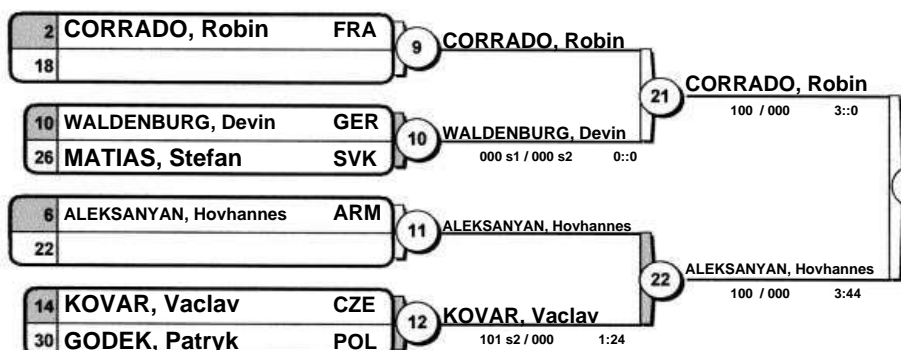 2 CORRADO, Robin FRA
18
9
CORRADO, Robin
10 WALDENBURG, Devin GER
26 MATIAS, Stefan SVK
10
WALDENBURG, Devin
000 s1 / 000 s2 0::0
21
CORRADO, Robin
100 / 000 3::0
6 ALEKSANYAN, Hovhannes ARM
22
11
ALEKSANYAN, Hovhannes
14 KOVAR, Vaclav CZE
30 GODEK, Patryk POL
12
KOVAR, Vaclav
101 s2 / 000 1:24
22
ALEKSANYAN, Hovhannes
100 / 000 3:44